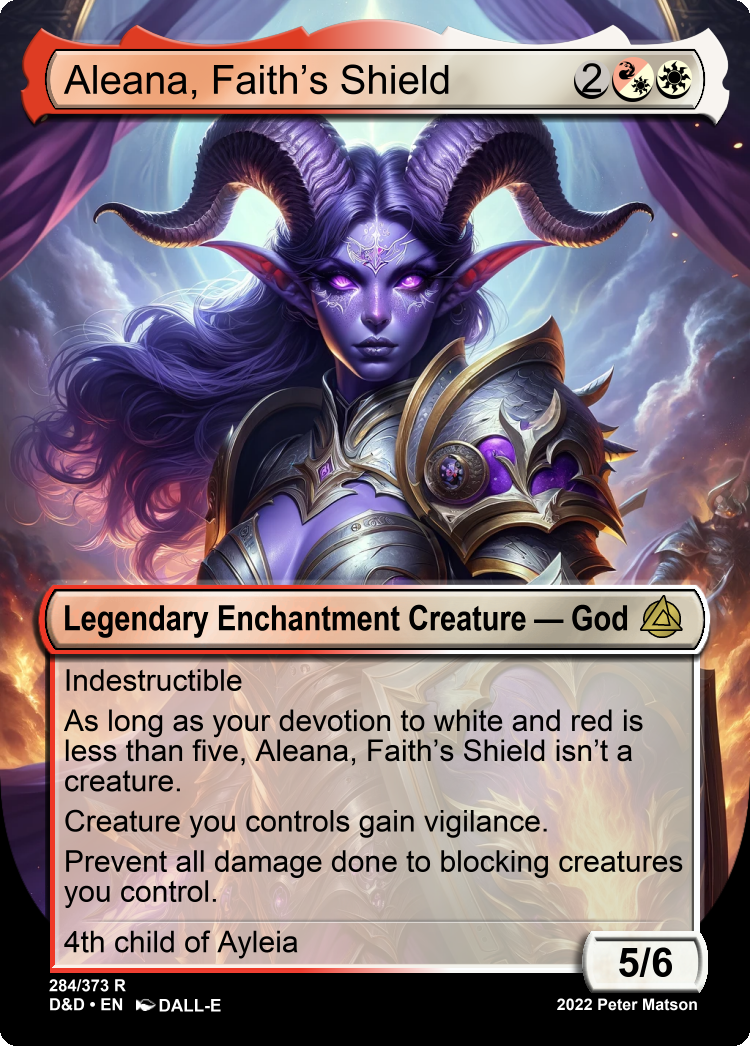 Aleana, Faith's Shield 2
Legendary Enchantment Creature — God
Indestructible
As long as your devotion to white and red is
less than five, Aleana, Faith's Shield isn't a
creature.
Creature you controls gain vigilance.
Prevent all damage done to blocking creatures
you control.
4th child of Ayleia
5/6
284/373 R
D&D • EN DALL-E
2022 Peter Matson